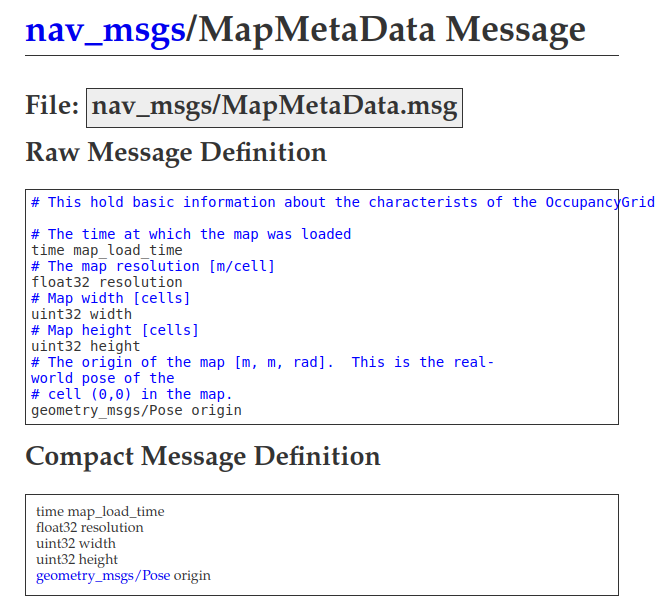 nav_msgs/MapMetaData Message
File: nav_msgs/MapMetaData.msg
Raw Message Definition
# This hold basic information about the characterists of the OccupancyGrid
# The time at which the map was loaded
time map_load_time
# The map resolution [m/cell]
float32 resolution
# Map width [cells]
uint32 width
# Map height [cells]
uint32 height
# The origin of the map [m, m, rad].  This is the real-
world pose of the
# cell (0,0) in the map.
geometry_msgs/Pose origin
Compact Message Definition
time map_load_time
float32 resolution
uint32 width
uint32 height
geometry_msgs/Pose origin